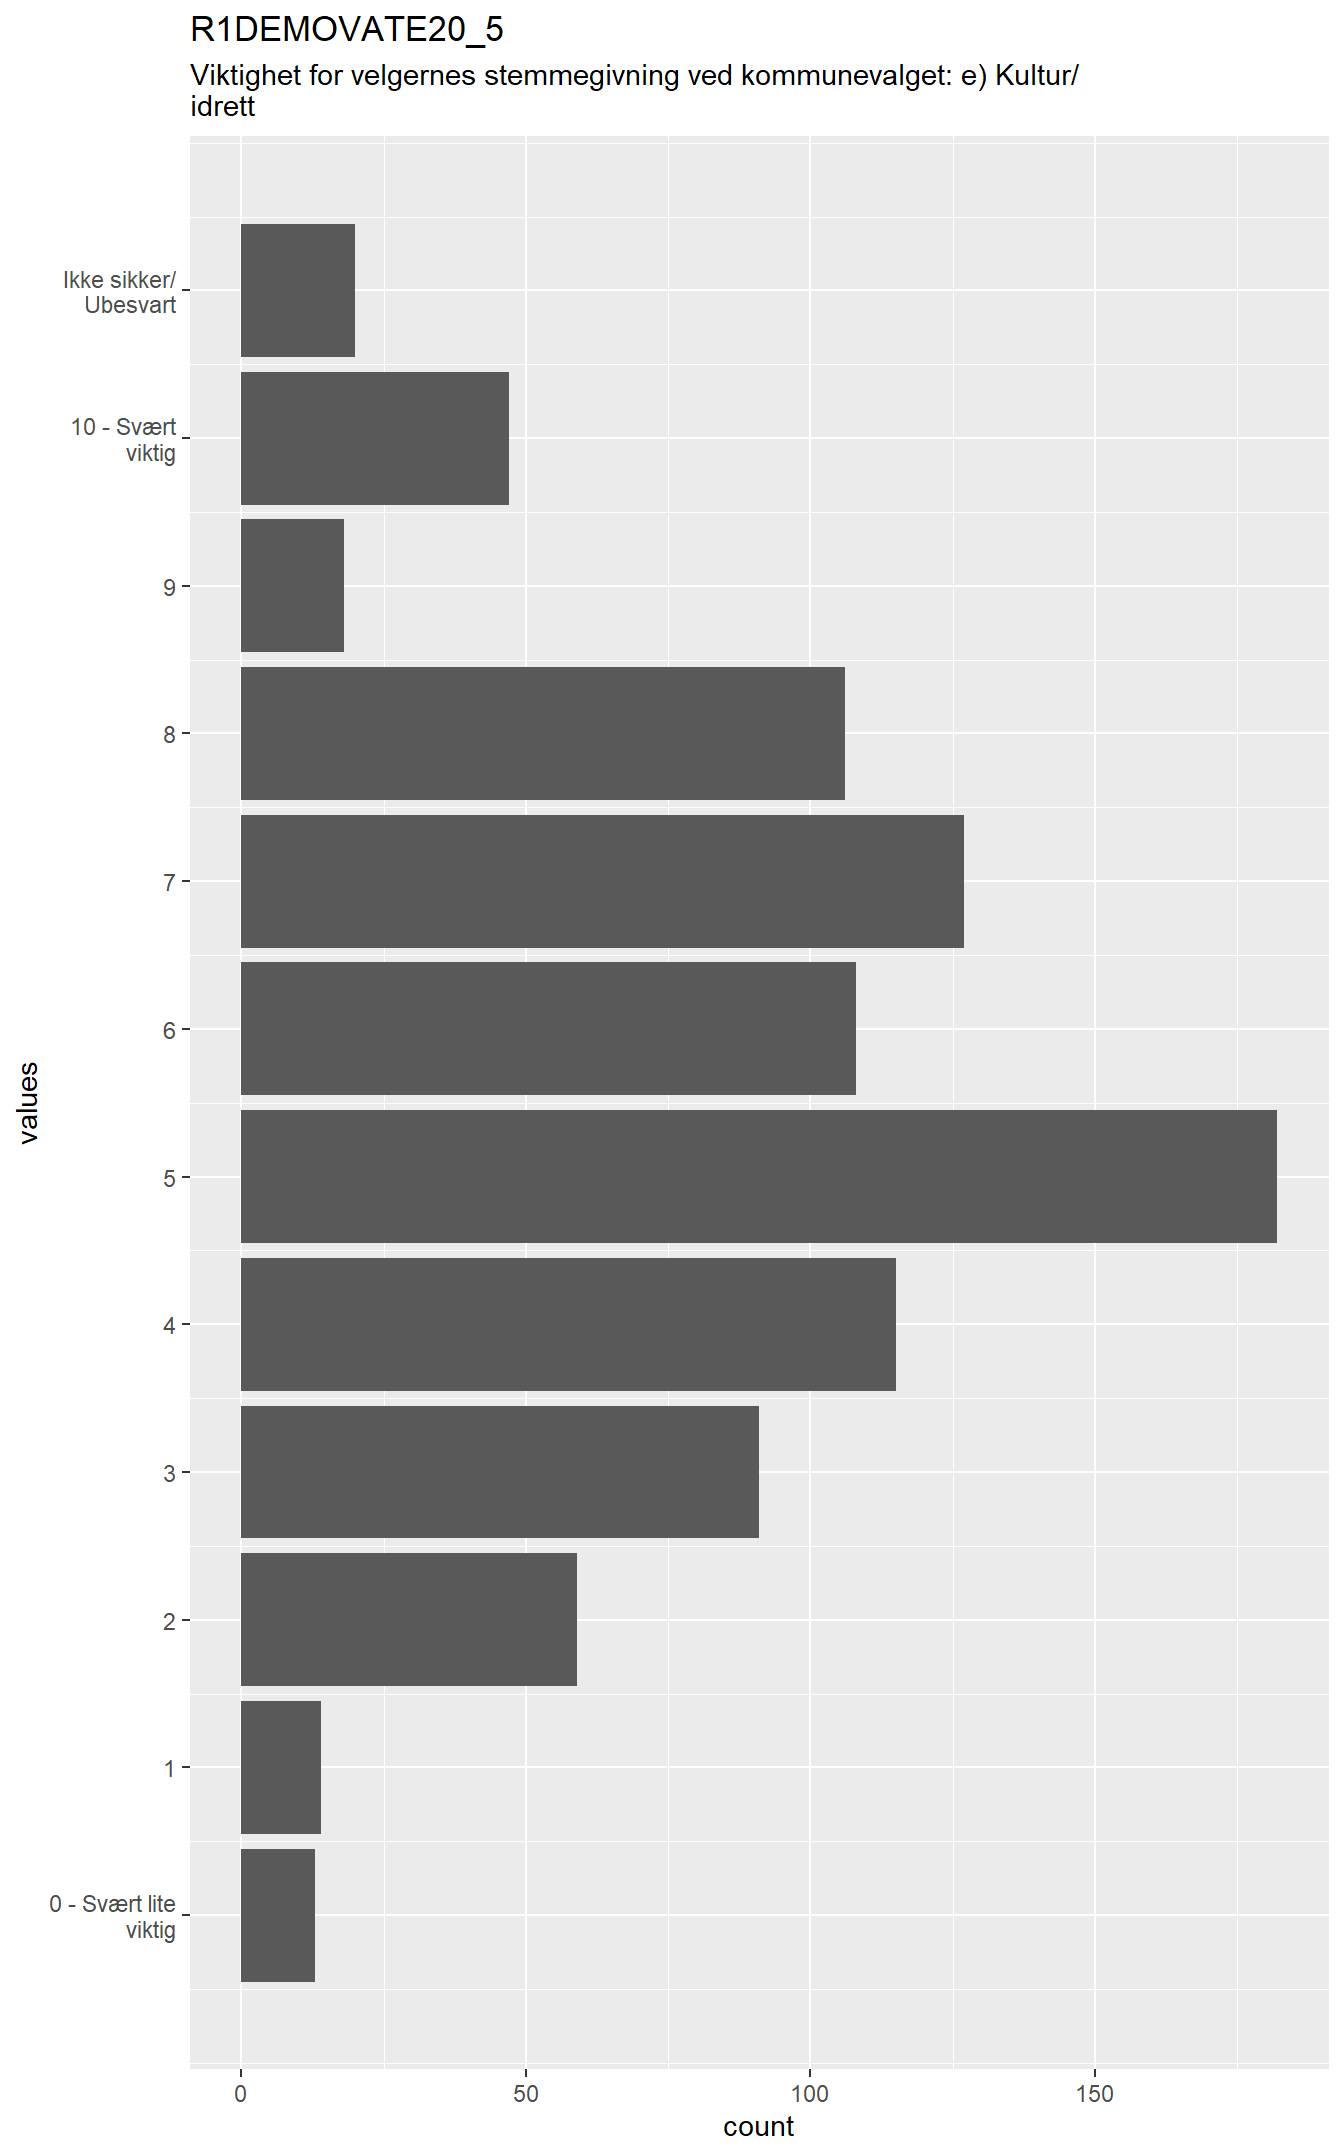 R1DEMOVATE20_5
Viktighet for velgernes stemmegivning ved kommunevalget: e) Kultur/
idrett
Ikke sikker/
Ubesvart
10 - Svært
viktig
9
8
7
6
values
5
4
3
2
1
0 - Svært lite
viktig
0 50 100 150
count